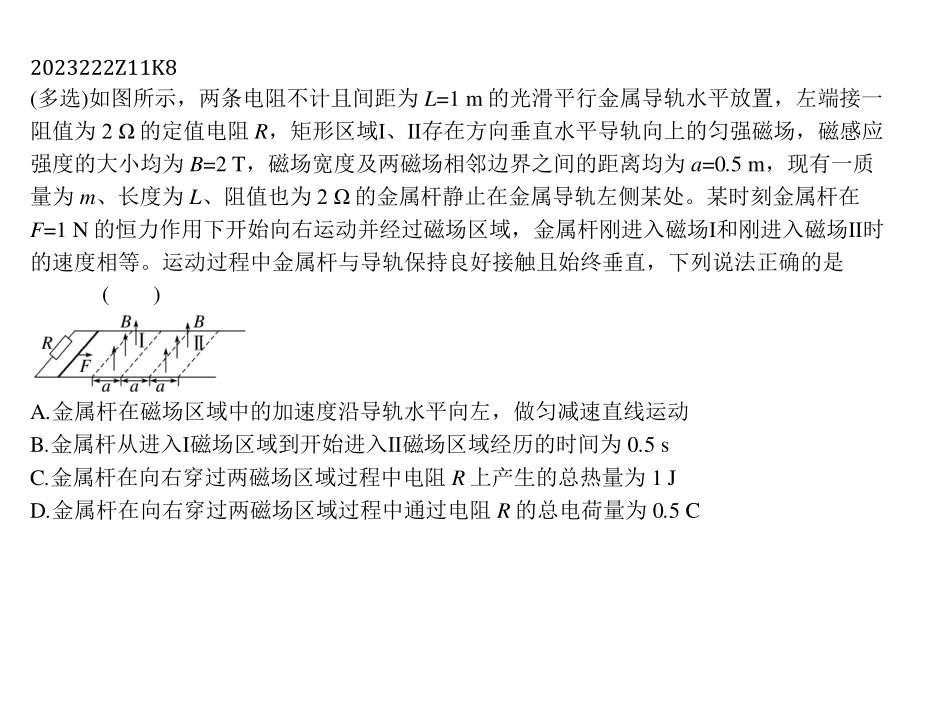 2023222Z11K8
(多选)如图所示，两条电阻不计且间距为 L=1 m 的光滑平行金属导轨水平放置，左端接一
阻值为 2 Ω 的定值电阻 R，矩形区域Ⅰ、Ⅱ存在方向垂直水平导轨向上的匀强磁场，磁感应
强度的大小均为 B=2 T，磁场宽度及两磁场相邻边界之间的距离均为 a=0.5 m，现有一质
量为 m、长度为 L、阻值也为 2 Ω 的金属杆静止在金属导轨左侧某处。某时刻金属杆在
F=1 N 的恒力作用下开始向右运动并经过磁场区域，金属杆刚进入磁场Ⅰ和刚进入磁场Ⅱ时
的速度相等。运动过程中金属杆与导轨保持良好接触且始终垂直，下列说法正确的是
( )
B B
R Ⅰ Ⅱ
F
a a a
A.金属杆在磁场区域中的加速度沿导轨水平向左，做匀减速直线运动
B.金属杆从进入Ⅰ磁场区域到开始进入Ⅱ磁场区域经历的时间为 0.5 s
C.金属杆在向右穿过两磁场区域过程中电阻 R 上产生的总热量为 1 J
D.金属杆在向右穿过两磁场区域过程中通过电阻 R 的总电荷量为 0.5 C